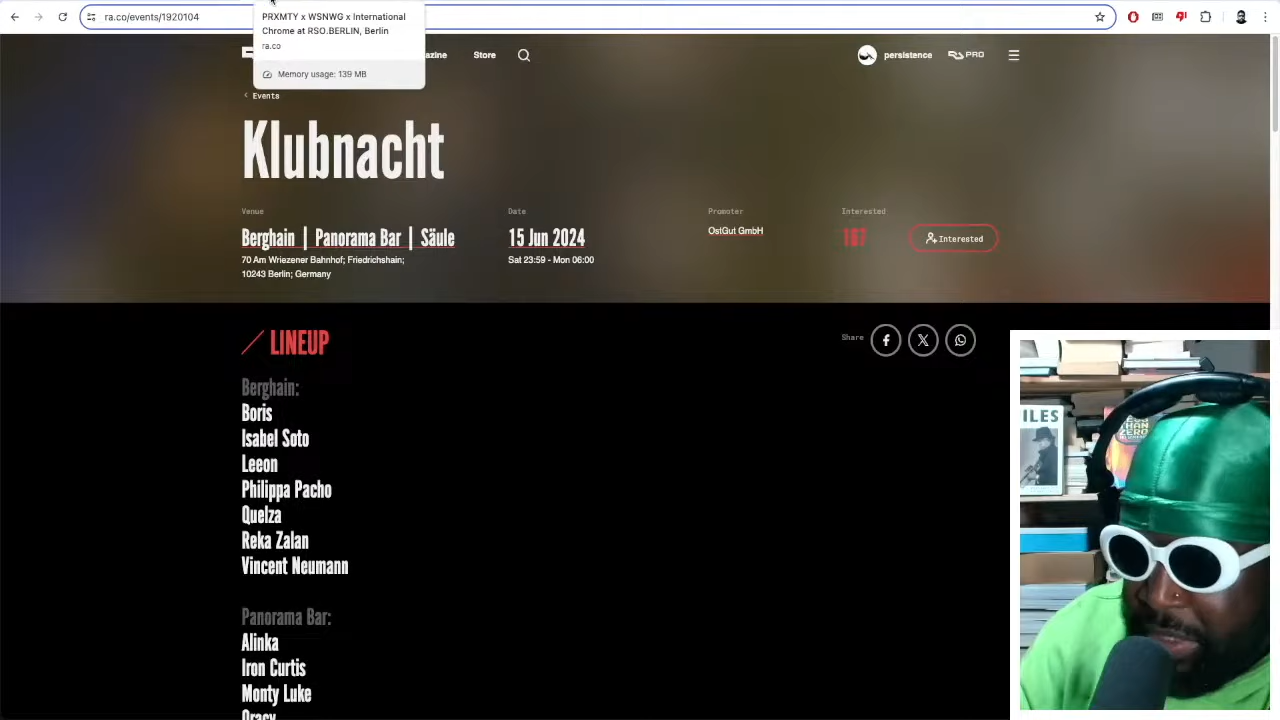 ra.co/events/1920104
PRXMTY x WSNWG x International
Chrome at RSO.BERLIN, Berlin
ra.co
Memory usage: 139 MB
azine
Store
persistence
PRO
Events
Klubnacht
Venue
Date
Promoter
Interested
Berghain | Panorama Bar | Säule
15 Jun 2024
OstGut GmbH
Interested
70 Am Wriezener Bahnhof; Friedrichshain;
10243 Berlin; Germany
Sat 23:59 - Mon 06:00
LINEUP
Share
Berghain:
Boris
Isabel Soto
Leeon
Philippa Pacho
Quelza
Reka Zalan
Vincent Neumann
Panorama Bar:
Alinka
Iron Curtis
Monty Luke
ILES